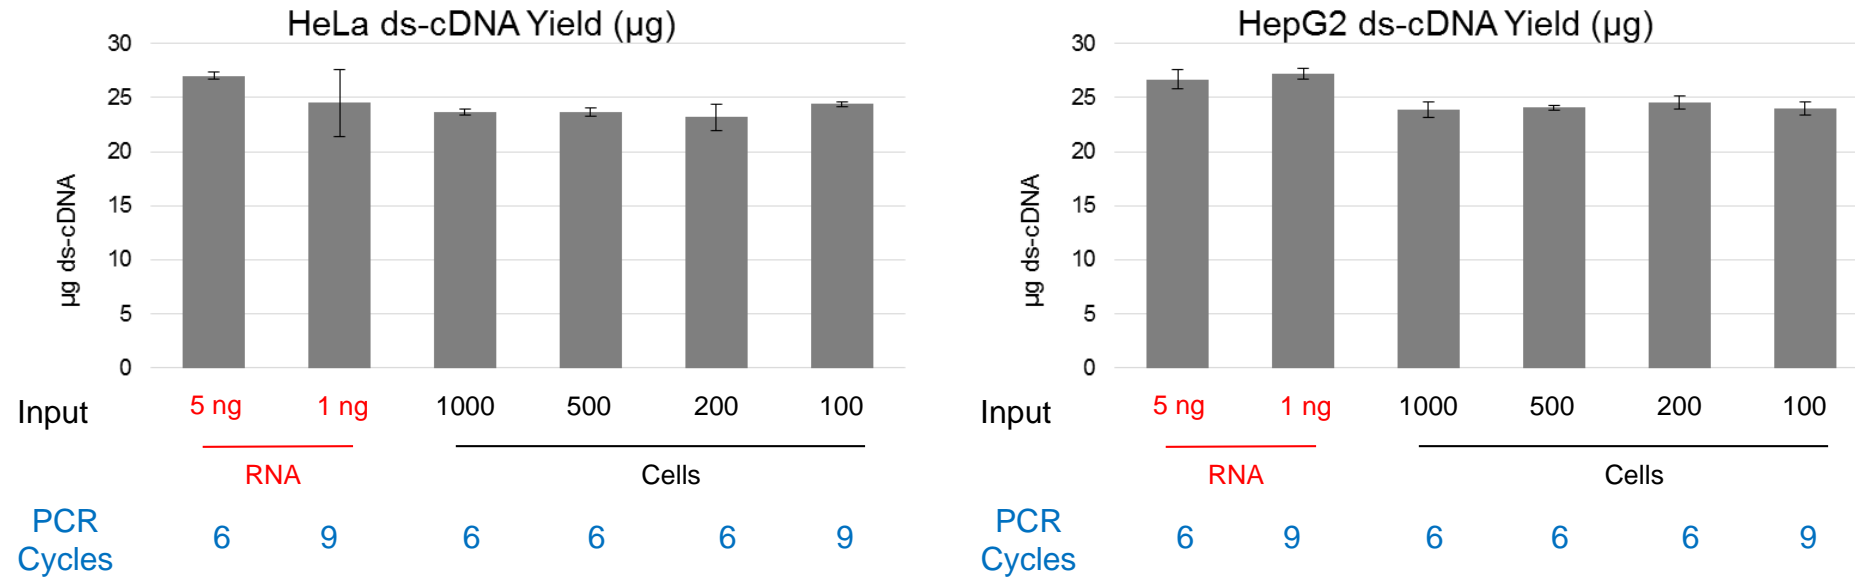 HeLa ds-cDNA Yield (µg)
30
25
20
15
10
5
0
µg ds-cDNA
Input
5 ng
1 ng
1000
500
200
100
RNA
Cells
PCR
Cycles
6
9
6
6
6
9
HepG2 ds-cDNA Yield (µg)
30
25
20
15
10
5
0
µg ds-cDNA
Input
5 ng
1 ng
1000
500
200
100
RNA
Cells
PCR
Cycles
6
9
6
6
6
9